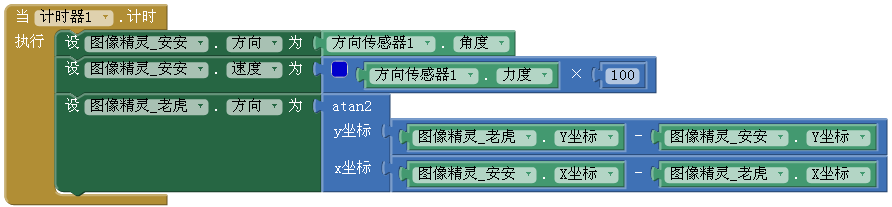 当 计时器1 . 计时
执行 设 图像精灵_安安 . 方向 为 方向传感器1 . 角度
设 图像精灵_安安 . 速度 为 方向传感器1 . 力度 × 100
设 图像精灵_老虎 . 方向 为 atan2
y坐标 图像精灵_老虎 . Y坐标 - 图像精灵_安安 . Y坐标
x坐标 图像精灵_安安 . X坐标 - 图像精灵_老虎 . X坐标